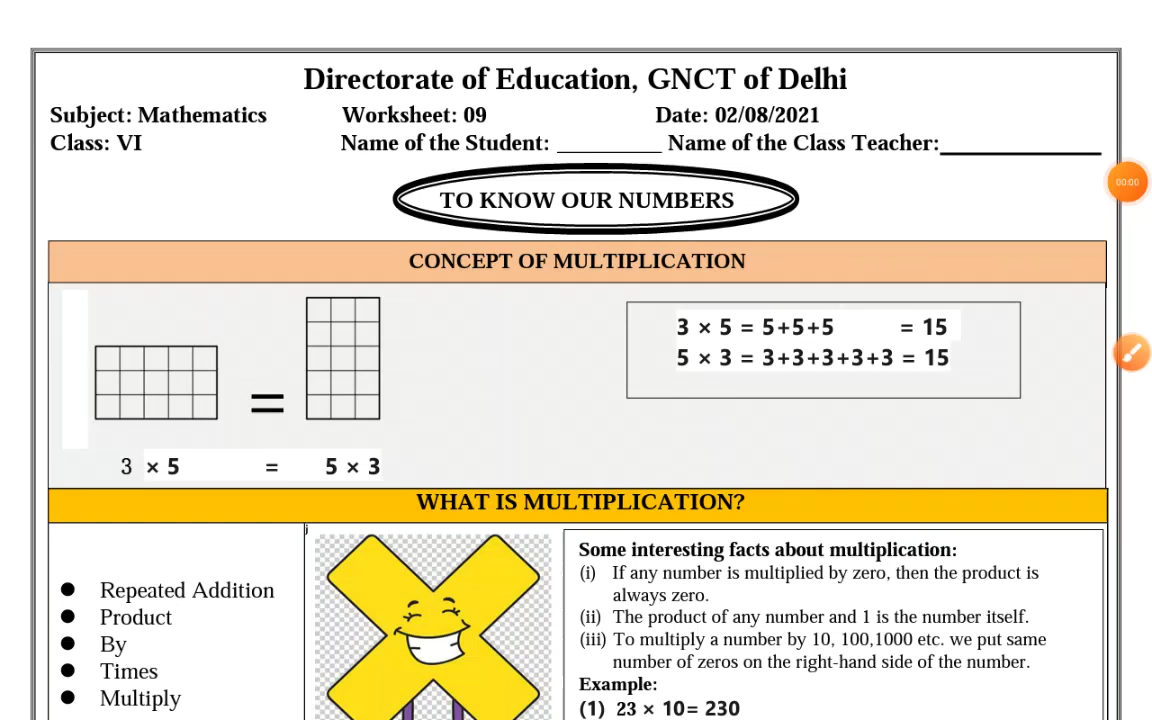 Directorate of Education, GNCT of Delhi
Subject: Mathematics Worksheet: 09 Date: 02/08/2021
Class: VI Name of the Student: _________ Name of the Class Teacher:______________
TO KNOW OUR NUMBERS
CONCEPT OF MULTIPLICATION
=
3 × 5 = 5 × 3
3 × 5 = 5+5+5 = 15
5 × 3 = 3+3+3+3+3 = 15
WHAT IS MULTIPLICATION?
● Repeated Addition
● Product
● By
● Times
● Multiply
j
Some interesting facts about multiplication:
(i) If any number is multiplied by zero, then the product is
always zero.
(ii) The product of any number and 1 is the number itself.
(iii) To multiply a number by 10, 100,1000 etc. we put same
number of zeros on the right-hand side of the number.
Example:
(1) 23 × 10= 230
00:00